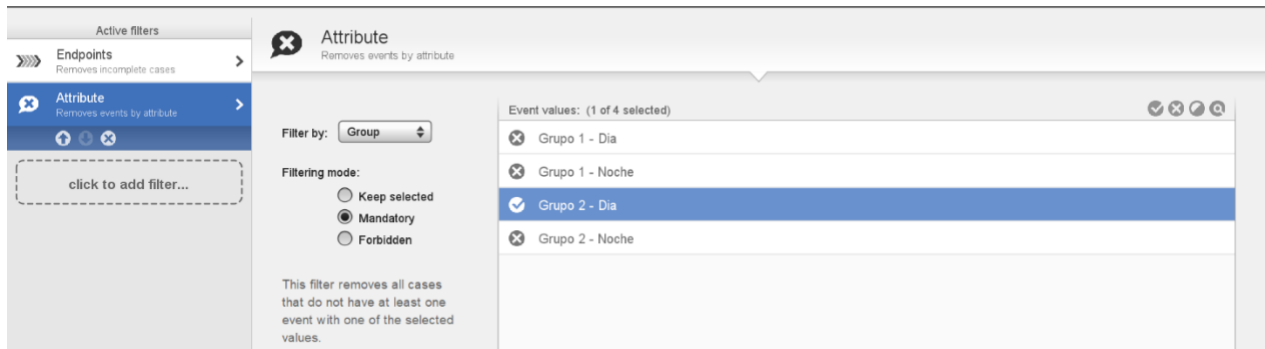 Active filters
Endpoints
Removes incomplete cases
Attribute
Removes events by attribute
click to add filter...
Attribute
Removes events by attribute
Filter by: Group
Filtering mode:
Keep selected
Mandatory
Forbidden
This filter removes all cases
that do not have at least one
event with one of the selected
values.
Event values: (1 of 4 selected)
Grupo 1 - Dia
Grupo 1 - Noche
Grupo 2 - Dia
Grupo 2 - Noche